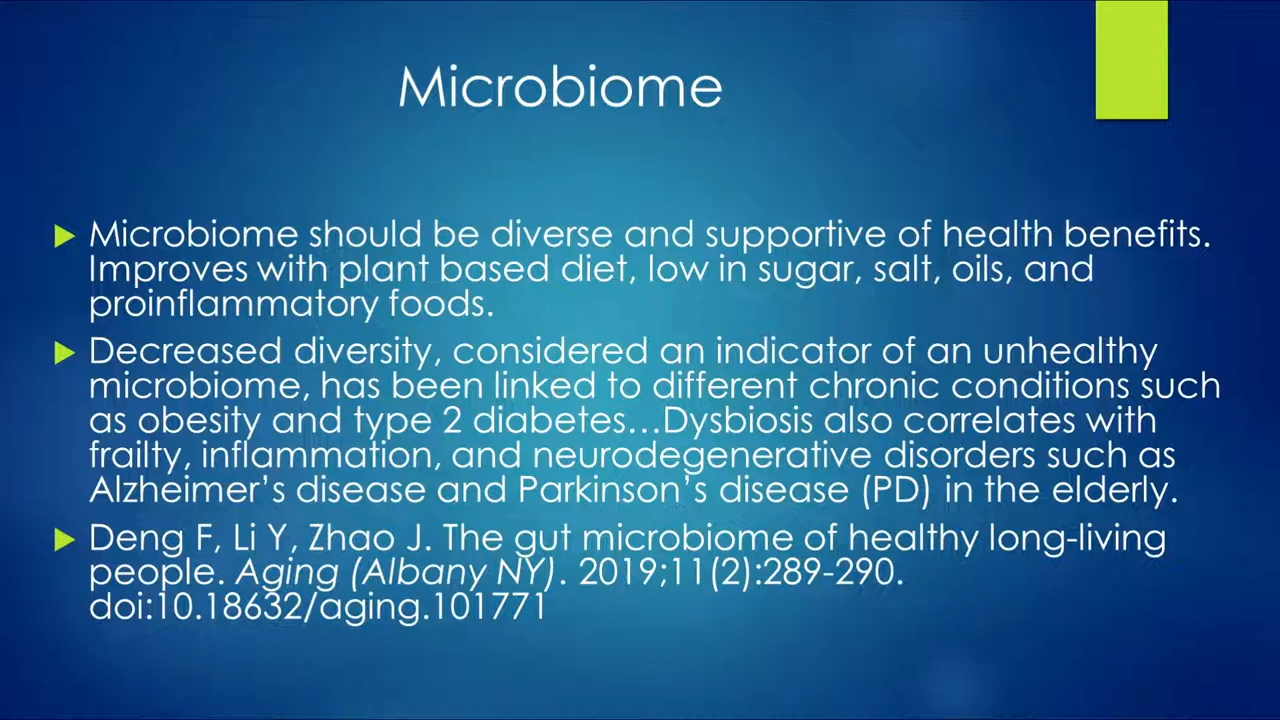 Microbiome
Microbiome should be diverse and supportive of health benefits.
Improves with plant based diet, low in sugar, salt, oils, and
proinflammatory foods.
Decreased diversity, considered an indicator of an unhealthy
microbiome, has been linked to different chronic conditions such
as obesity and type 2 diabetes…Dysbiosis also correlates with
frailty, inflammation, and neurodegenerative disorders such as
Alzheimer’s disease and Parkinson’s disease (PD) in the elderly.
Deng F, Li Y, Zhao J. The gut microbiome of healthy long-living
people. Aging (Albany NY). 2019;11(2):289-290.
doi:10.18632/aging.101771